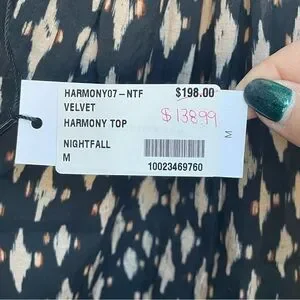 HARMONY07-NTF $198.00
VELVET
$138.99
HARMONY TOP
NIGHTFALL
M
M
10023469760